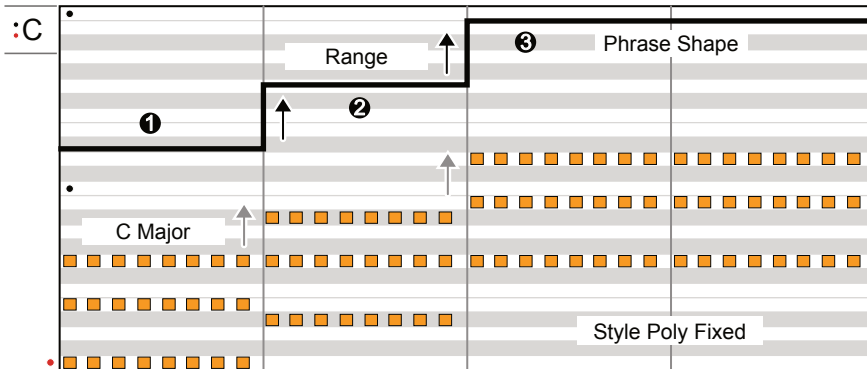 :C
Range
❸
Phrase Shape
❶
❷
C Major
Style Poly Fixed